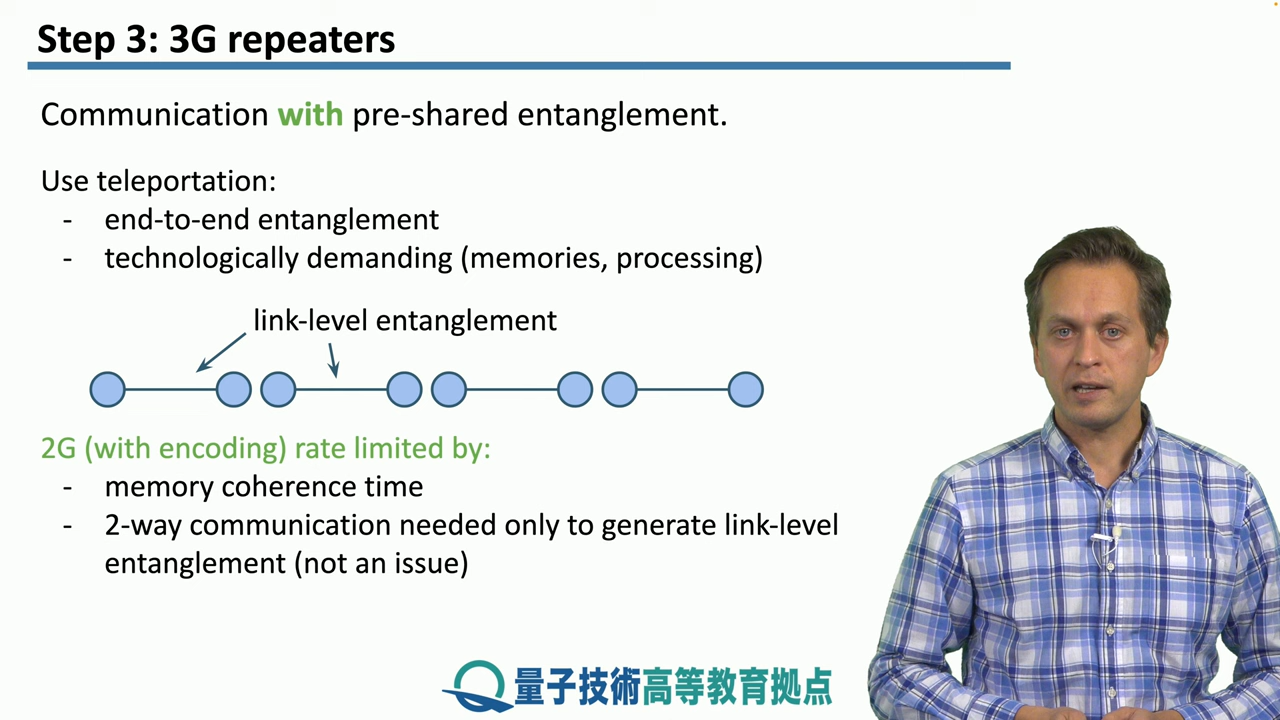 Step 3: 3G repeaters
Communication with pre-shared entanglement.
Use teleportation:
- end-to-end entanglement
- technologically demanding (memories, processing)
link-level entanglement
2G (with encoding) rate limited by:
- memory coherence time
- 2-way communication needed only to generate link-level
entanglement (not an issue)
量子技術高等教育拠点